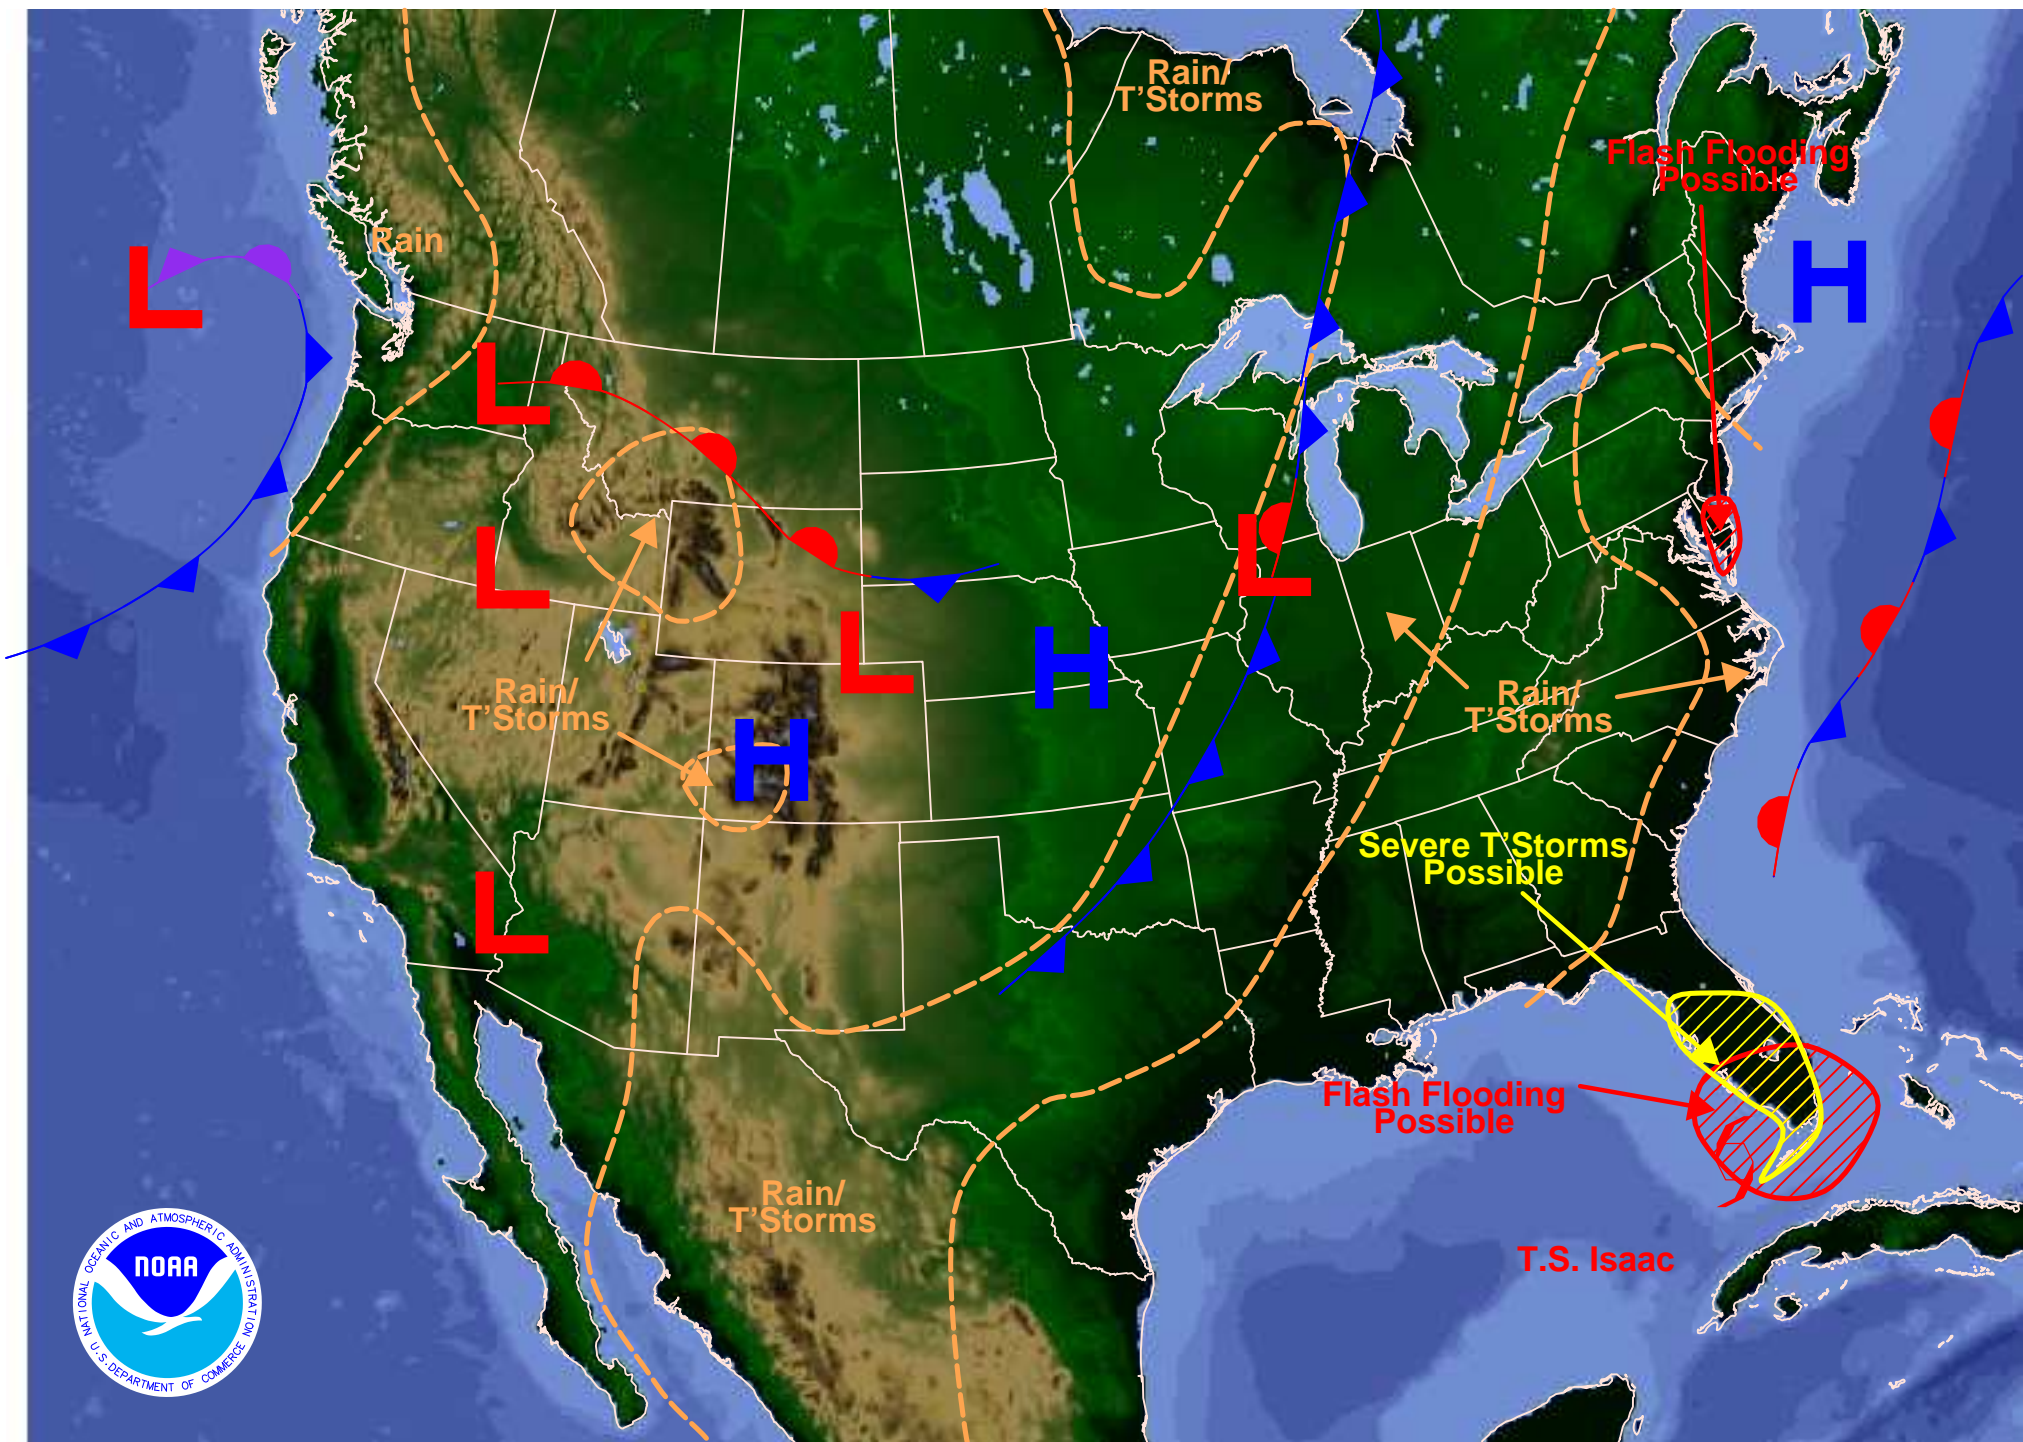 Rain/
T'Storms
Flash Flooding
Possible
Rain
L
H
L
L
L
L
H
Rain/
T'Storms
H
Rain/
T'Storms
Severe T'Storms
Possible
L
Flash Flooding
Possible
Rain/
T'Storms
T.S. Isaac
NOAA
NATIONAL OCEANIC AND ATMOSPHERIC ADMINISTRATION
U.S. DEPARTMENT OF COMMERCE